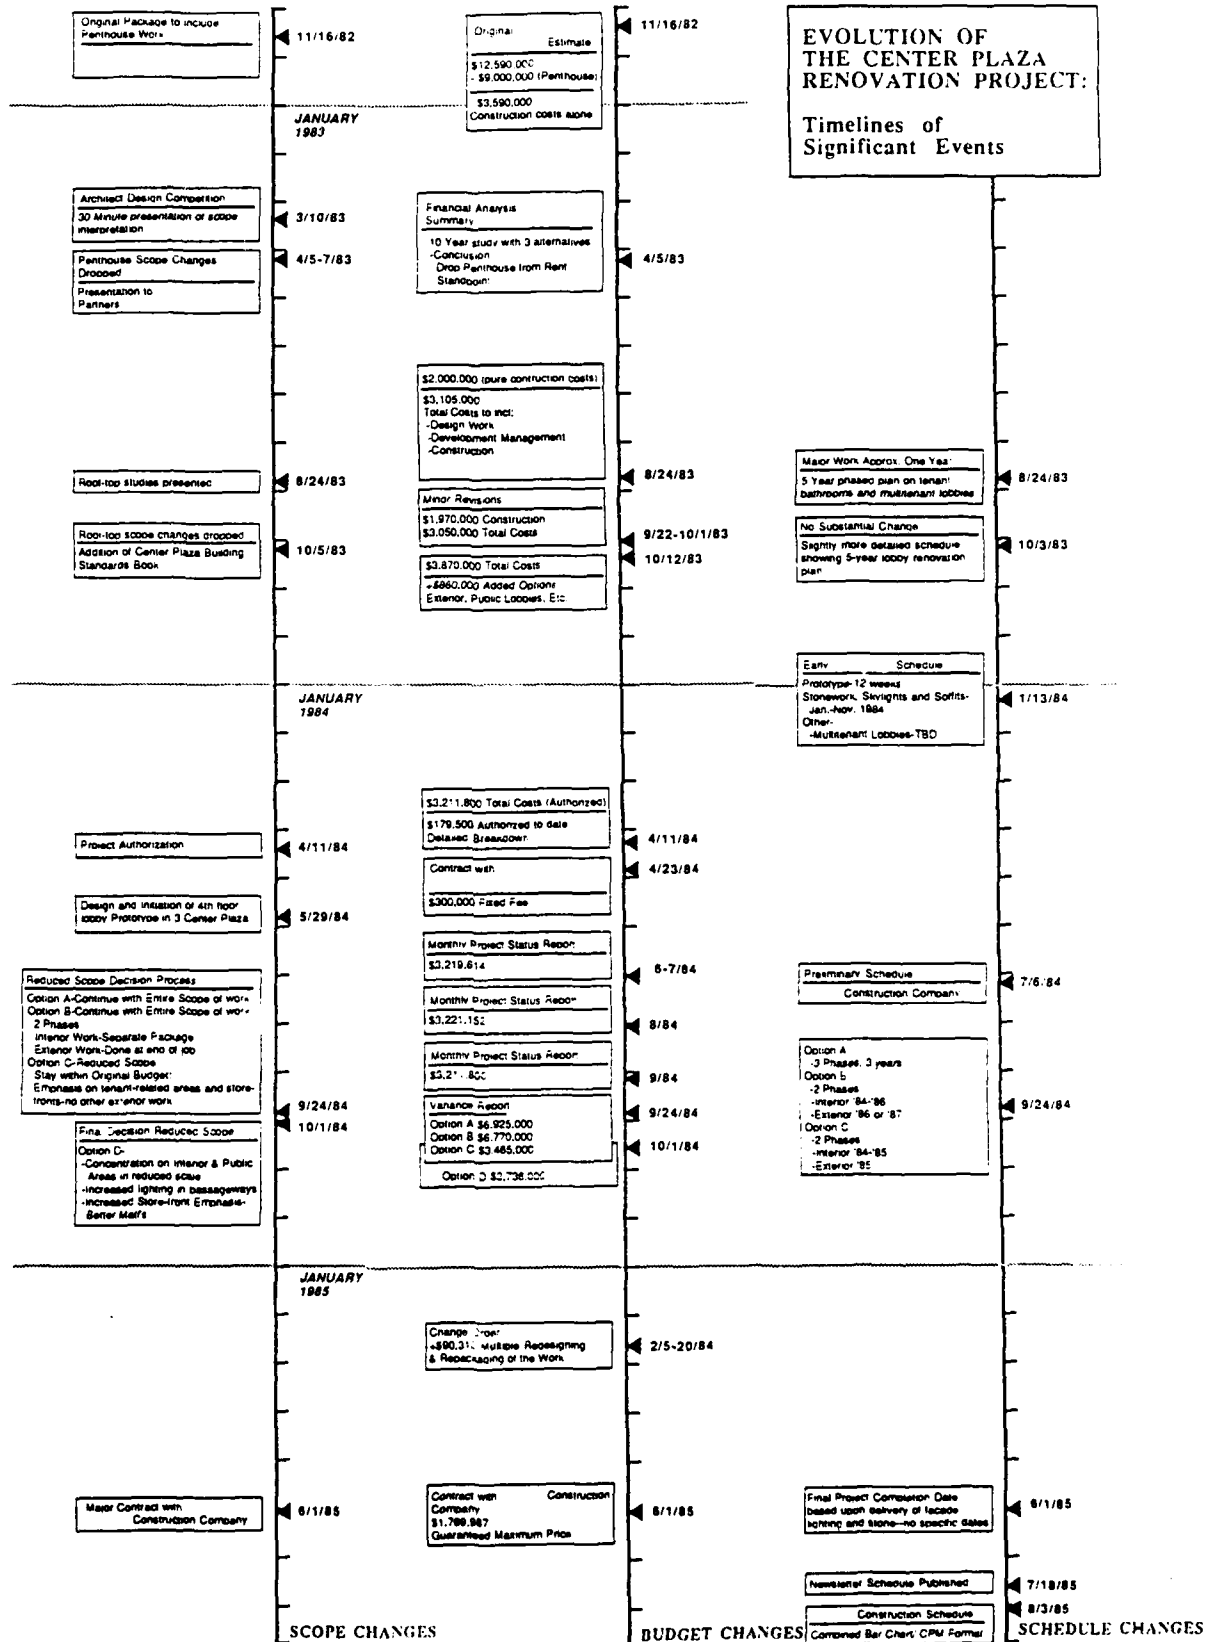 EVOLUTION OF
THE CENTER PLAZA
RENOVATION PROJECT:
Timelines of
Significant Events
Original Package to include
Penthouse Work
11/16/82
JANUARY
1983
Architect Design Competition
30 Minute presentation of scope
interpretation
3/10/83
Penthouse Scope Changes
Dropped
Presentation to
Partners
4/5-7/83
Roof-top studies presented
8/24/83
Roof-top scope changes dropped
Addition of Center Plaza Building
Standards Book
10/5/83
JANUARY
1984
Project Authorization
4/11/84
Design and Initiation of 4th floor
lobby Prototype in 3 Center Plaza
5/29/84
Reduced Scope Decision Process
Option A-Continue with Entire Scope of work
Option B-Continue with Entire Scope of work
2 Phases
Interior Work-Separate Package
Exterior Work-Done at end of job
Option C-Reduced Scope
Stay within Original Budget:
Emphasis on tenant-related areas and store-
fronts-no other exterior work
9/24/84
10/1/84
Final Decision Reduced Scope
Option D-
-Concentration on Interior & Public
Areas in reduced scale
-Increased lighting in passageways
-Increased Store-front Emphasis-
Better Mat'l's
JANUARY
1985
Major Contract with
Construction Company
6/1/85
SCOPE CHANGES
Original
Estimate
$12,590,000
- $9,000,000 (Penthouse)
$3,590,000
Construction costs alone
11/16/82
Financial Analysis
Summary
10 Year study with 3 alternatives
-Conclusion
Drop Penthouse from Rent
Standpoint
4/5/83
$2,000,000 (pure contruction costs)
$3,105,000
Total Costs to incl:
-Design Work
-Development Management
-Construction
8/24/83
Minor Revisions
$1,970,000 Construction
$3,050,000 Total Costs
9/22-10/1/83
10/12/83
$3,870,000 Total Costs
+$860,000 Added Options
Exterior, Public Lobbies, Etc.
$3,211,800 Total Costs (Authorized)
$179,500 Authorized to date
Detailed Breakdown
4/11/84
4/23/84
Contract with
$300,000 Fixed Fee
Monthly Project Status Report
$3,219,614
6-7/84
Monthly Project Status Report
$3,221,152
8/84
Monthly Project Status Report
9/84
Variance Report
Option A $6,925,000
Option B $6,770,000
Option C $3,465,000
9/24/84
10/1/84
Option D $2,738,000
Change Order
Multiple Redesigning
& Repackaging of the Work
2/5-20/84
Contract with Construction
Company
$1,799,987
Guaranteed Maximum Price
6/1/85
BUDGET CHANGES
Major Work Approx. One Year
5 Year phased plan on tenant
bathrooms and multitenant lobbies
8/24/83
No Substantial Change
Slightly more detailed schedule
showing 5-year lobby renovation
plan
10/3/83
Early Schedule
Prototype-12 weeks
Stonework, Skylights and Soffits-
Jan.-Nov. 1984
Other-
-Multitenant Lobbies-TBD
1/13/84
Preliminary Schedule
Construction Company
7/6/84
Option A
-3 Phases, 3 years
Option B
-2 Phases
-Interior '84-'86
-Exterior '86 or '87
Option C
-2 Phases
-Interior '84-'85
-Exterior '85
9/24/84
Final Project Completion Date
based upon delivery of facade
lighting and stone--no specific dates
6/1/85
Newsletter Schedule Published
7/18/85
8/3/85
Construction Schedule
Combined Bar Chart/ CPM Format
SCHEDULE CHANGES